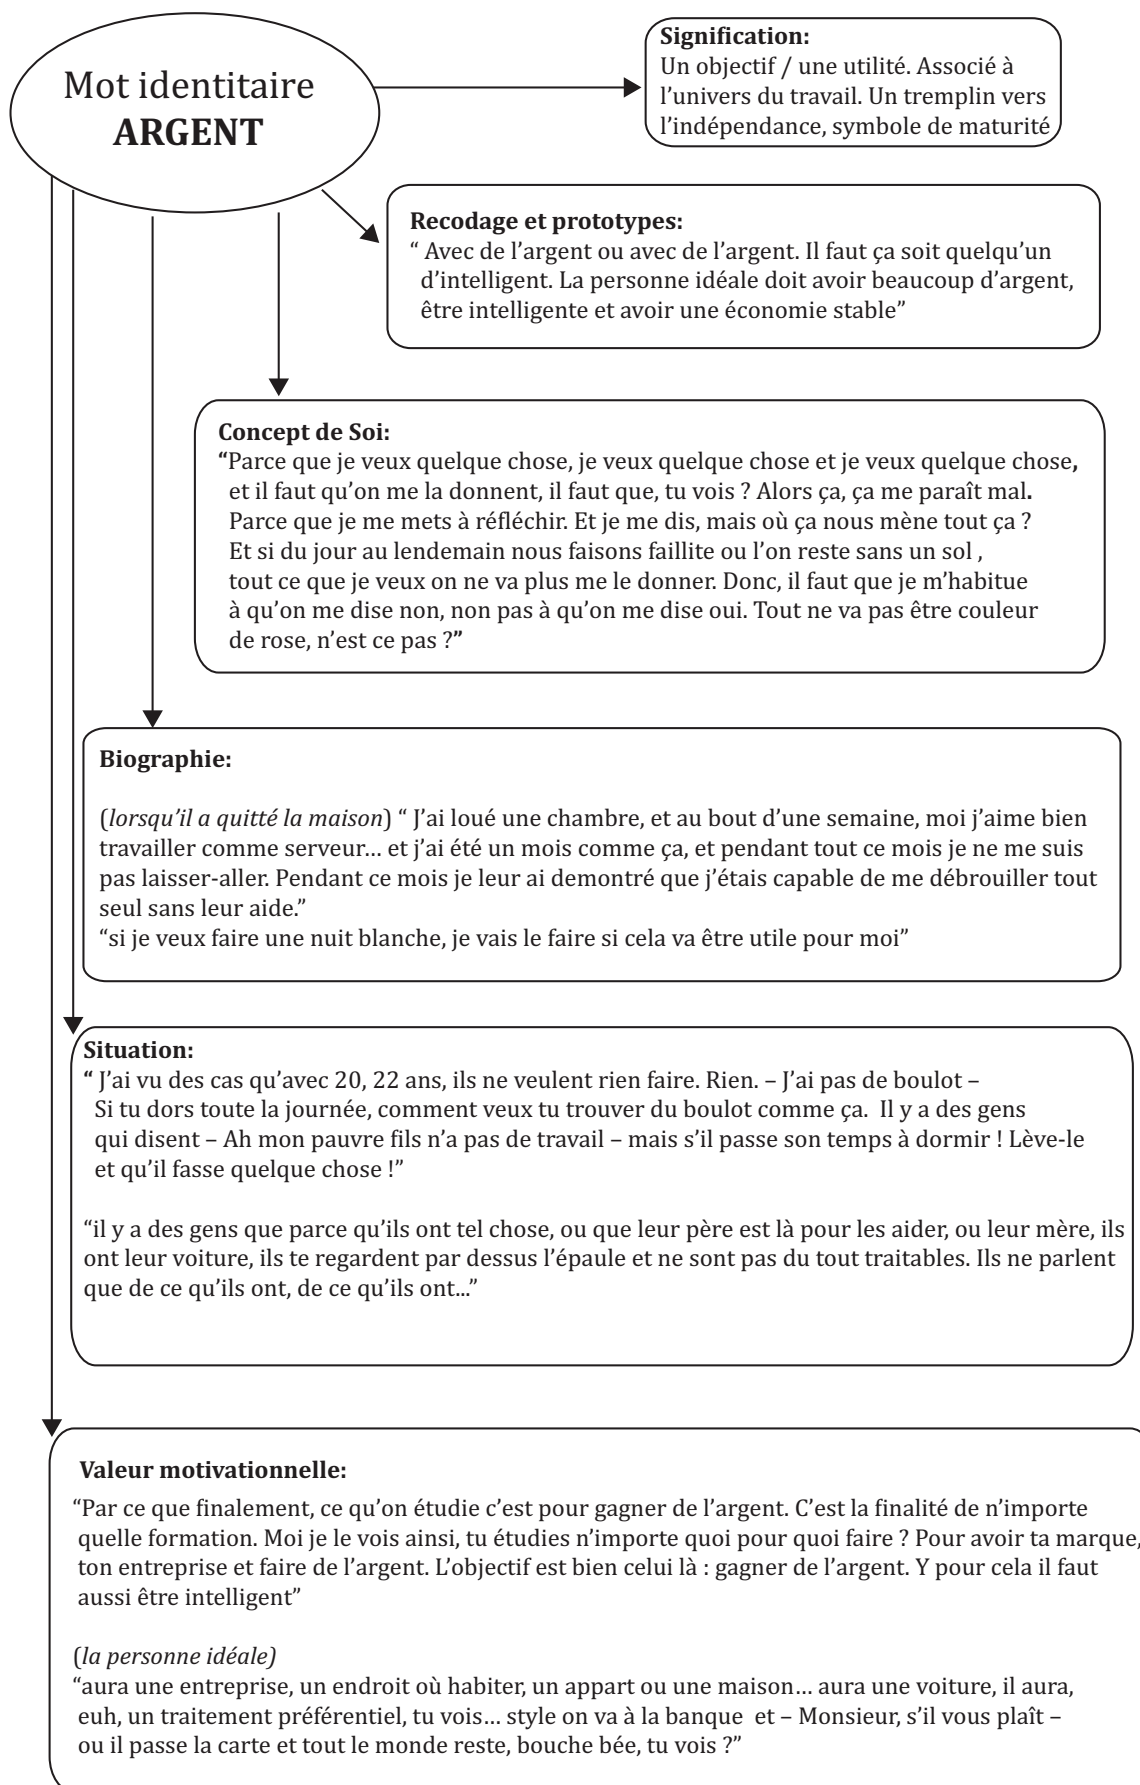 Mot identitaire
ARGENT
Signification:
Un objectif / une utilité. Associé à
l’univers du travail. Un tremplin vers
l’indépendance, symbole de maturité
Recodage et prototypes:
“ Avec de l’argent ou avec de l’argent. Il faut ça soit quelqu’un
d’intelligent. La personne idéale doit avoir beaucoup d’argent,
être intelligente et avoir une économie stable”
Concept de Soi:
“Parce que je veux quelque chose, je veux quelque chose et je veux quelque chose,
et il faut qu’on me la donnent, il faut que, tu vois ? Alors ça, ça me paraît mal.
Parce que je me mets à réfléchir. Et je me dis, mais où ça nous mène tout ça ?
Et si du jour au lendemain nous faisons faillite ou l’on reste sans un sol ,
tout ce que je veux on ne va plus me le donner. Donc, il faut que je m’habitue
à qu’on me dise non, non pas à qu’on me dise oui. Tout ne va pas être couleur
de rose, n’est ce pas ?”
Biographie:
(lorsqu’il a quitté la maison) “ J’ai loué une chambre, et au bout d’une semaine, moi j’aime bien
travailler comme serveur… et j’ai été un mois comme ça, et pendant tout ce mois je ne me suis
pas laisser-aller. Pendant ce mois je leur ai demontré que j’étais capable de me débrouiller tout
seul sans leur aide.”
“si je veux faire une nuit blanche, je vais le faire si cela va être utile pour moi”
Situation:
“ J’ai vu des cas qu’avec 20, 22 ans, ils ne veulent rien faire. Rien. – J’ai pas de boulot –
Si tu dors toute la journée, comment veux tu trouver du boulot comme ça. Il y a des gens
qui disent – Ah mon pauvre fils n’a pas de travail – mais s’il passe son temps à dormir ! Lève-le
et qu’il fasse quelque chose !”
“il y a des gens que parce qu’ils ont tel chose, ou que leur père est là pour les aider, ou leur mère, ils
ont leur voiture, ils te regardent par dessus l’épaule et ne sont pas du tout traitables. Ils ne parlent
que de ce qu’ils ont, de ce qu’ils ont...”
Valeur motivationnelle:
“Par ce que finalement, ce qu’on étudie c’est pour gagner de l’argent. C’est la finalité de n’importe
quelle formation. Moi je le vois ainsi, tu étudies n’importe quoi pour quoi faire ? Pour avoir ta marque,
ton entreprise et faire de l’argent. L’objectif est bien celui là : gagner de l’argent. Y pour cela il faut
aussi être intelligent”
(la personne idéale)
“aura une entreprise, un endroit où habiter, un appart ou une maison… aura une voiture, il aura,
euh, un traitement préférentiel, tu vois… style on va à la banque et – Monsieur, s’il vous plaît –
ou il passe la carte et tout le monde reste, bouche bée, tu vois ?”